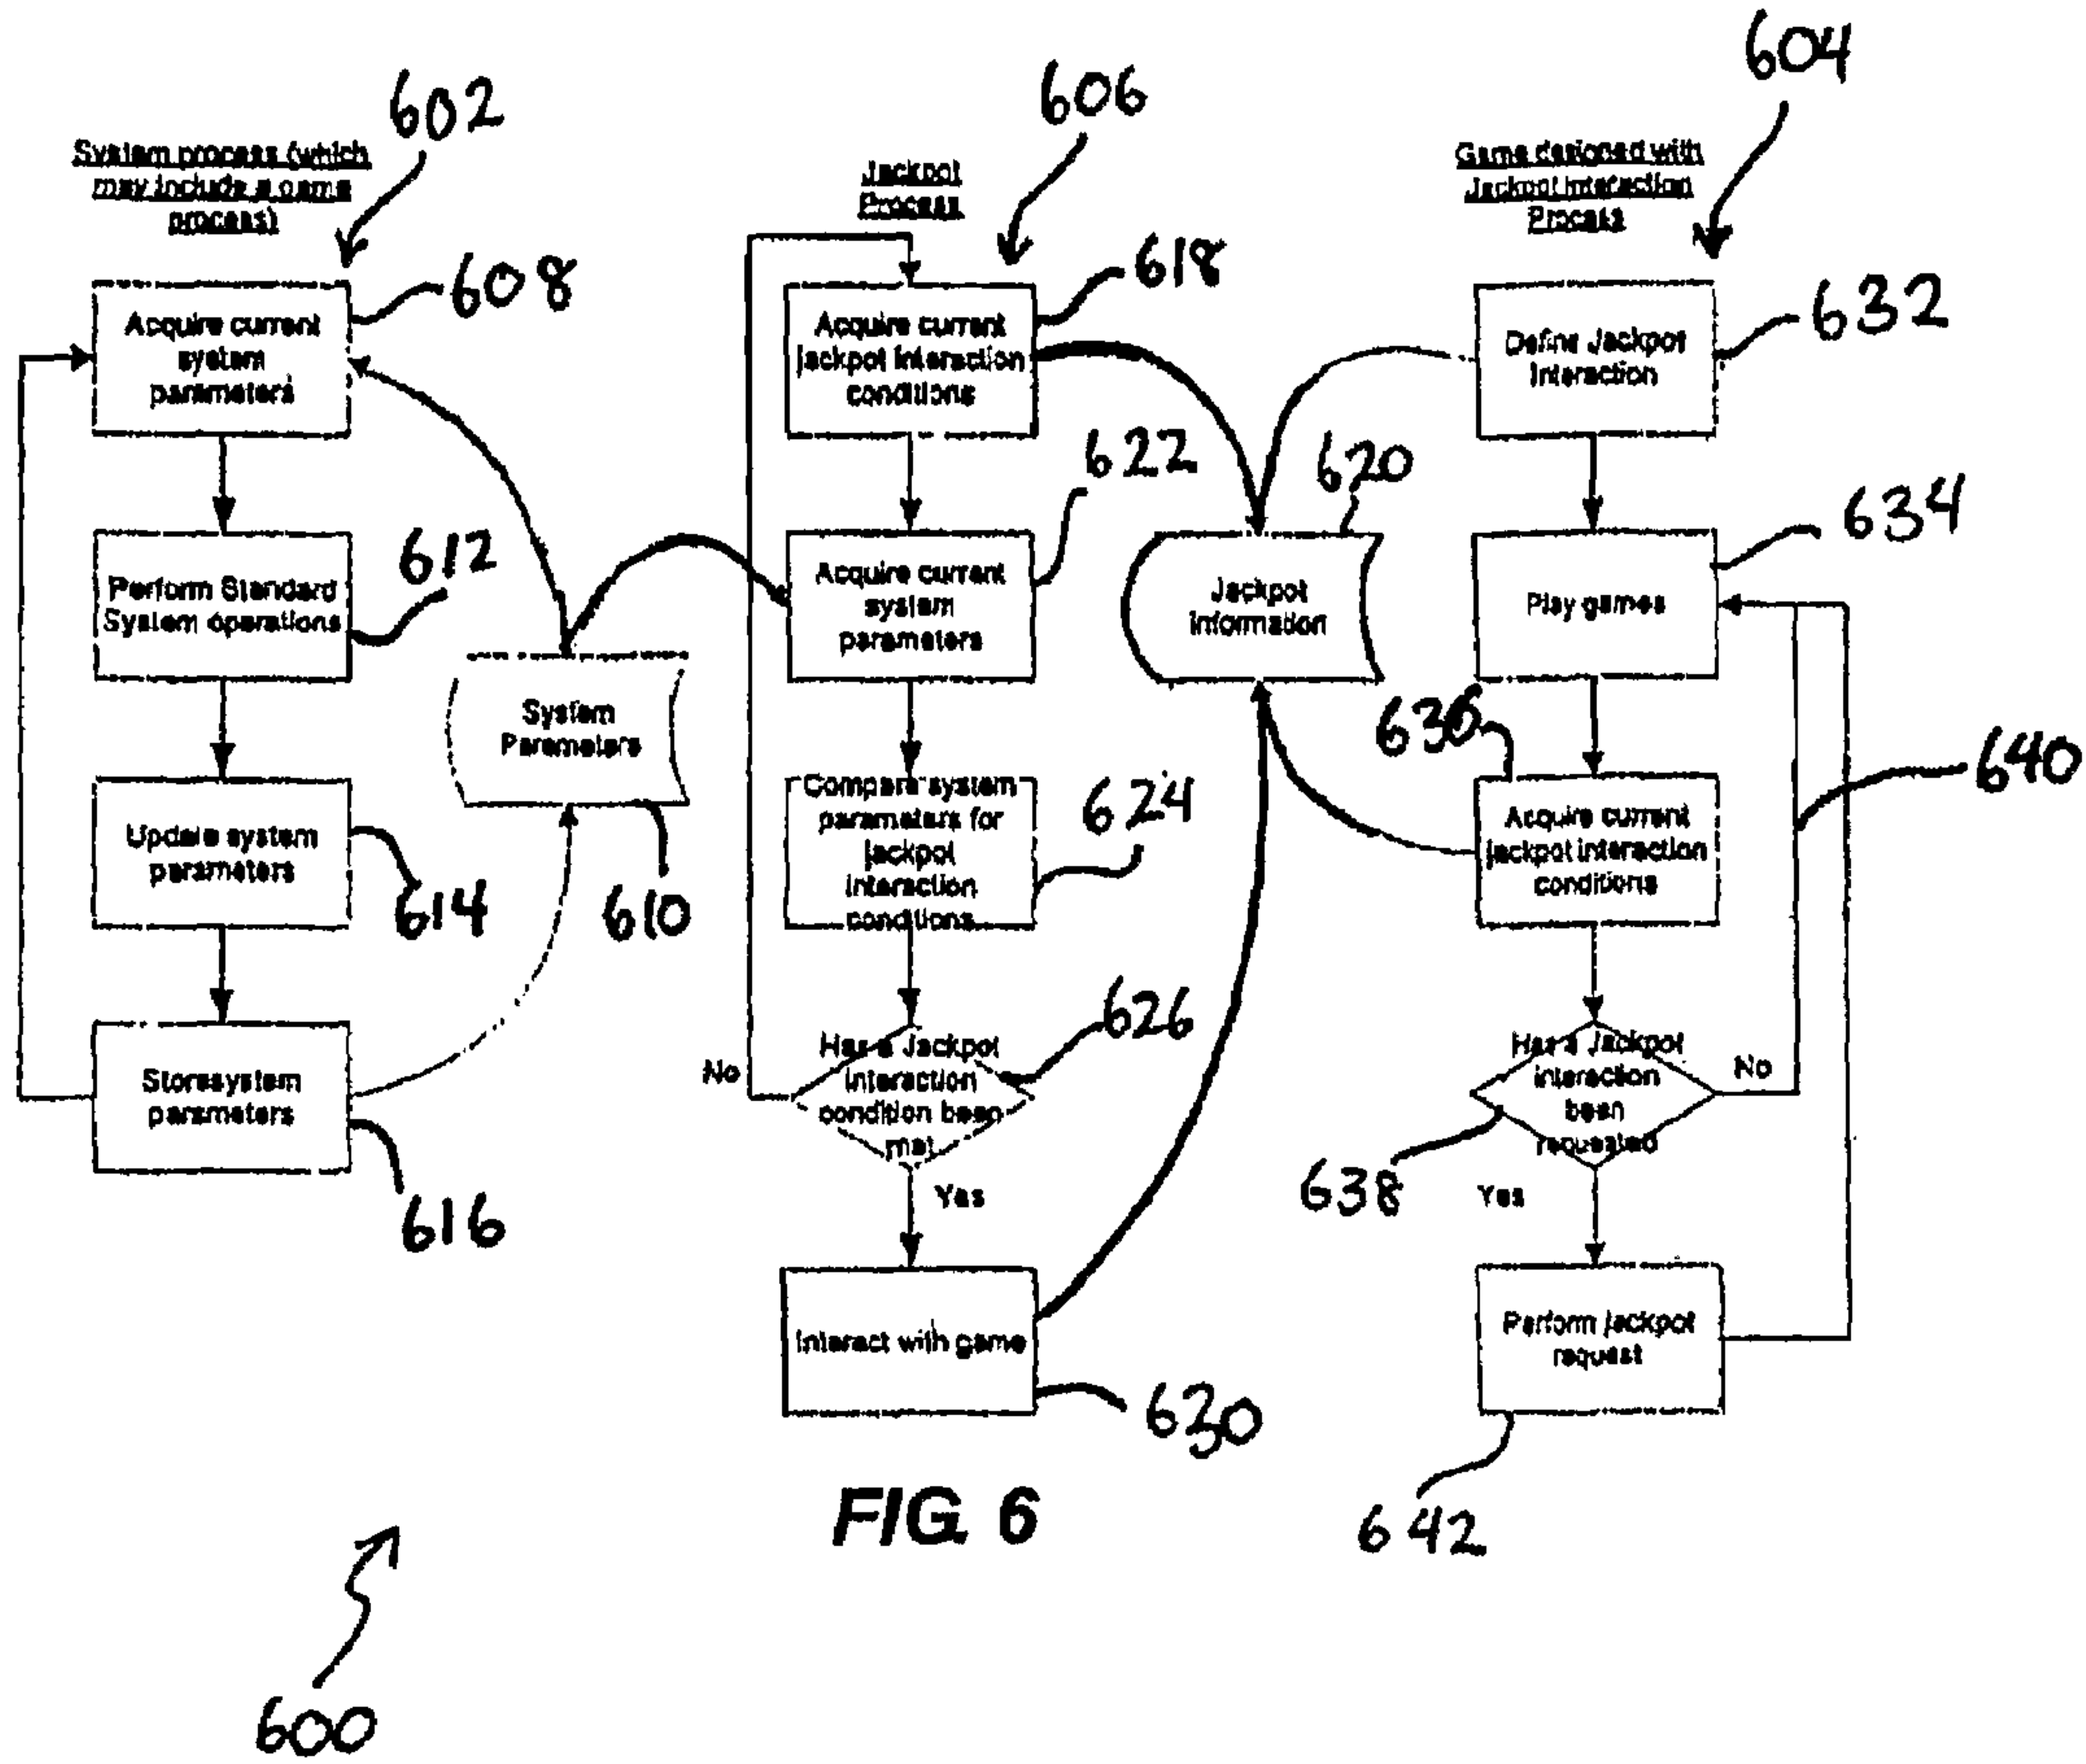 602
System process (which
may include a game
process)
608
Acquire current
system
parameters
612
Perform Standard
System operations
System
Parameters
610
Update system
parameters
614
Store system
parameters
616
606
Jackpot
Process
618
Acquire current
jackpot interaction
conditions
622
Acquire current
system
parameters
620
Jackpot
Information
Compare system
parameters for
jackpot
interaction
conditions
624
626
Has a Jackpot
interaction
condition been
met
No
Yes
Interact with game
630
604
Game designed with
Jackpot interaction
Process
632
Define Jackpot
Interaction
634
Play games
636
Acquire current
jackpot interaction
conditions
640
Has a Jackpot
interaction
been
requested
No
638
Yes
Perform jackpot
request
642
FIG. 6
600